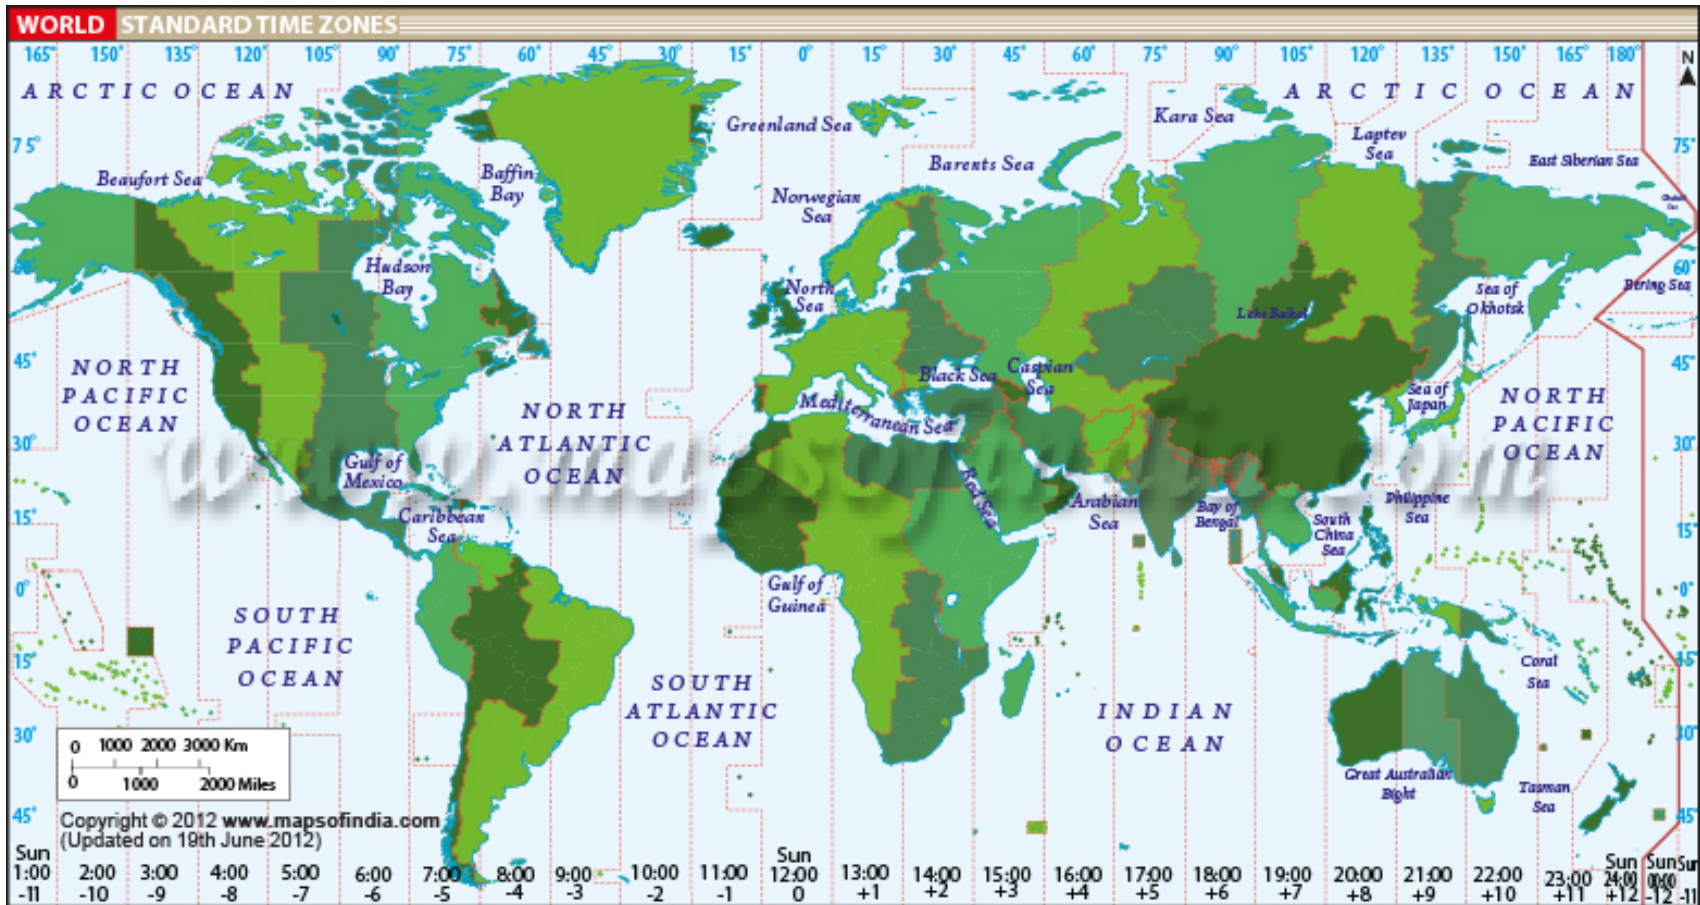 WORLD STANDARD TIME ZONES
165° 150° 135° 120° 105° 90° 75° 60° 45° 30° 15° 0° 15° 30° 45° 60° 75° 90° 105° 120° 135° 150° 165° 180°
N
ARCTIC OCEAN
ARCTIC OCEAN
Kara Sea
Greenland Sea
Laptev
Sea
75°
75°
Barents Sea
East Siberian Sea
Beaufort Sea
Baffin
Bay
Norwegian
Sea
60°
60°
Hudson
Bay
North
Sea
Sea of
Okhotsk
Bering Sea
Lake Baikal
45°
45°
NORTH
PACIFIC
OCEAN
Black Sea
Caspian
Sea
Sea of
Japan
NORTH
PACIFIC
OCEAN
NORTH
ATLANTIC
OCEAN
Mediterranean Sea
30°
30°
www.mapsofindia.com
Gulf of
Mexico
Red Sea
Arabian
Sea
Bay of
Bengal
Philippine
Sea
15°
15°
Caribbean
Sea
South
China
Sea
0°
0°
Gulf of
Guinea
SOUTH
PACIFIC
OCEAN
15°
15°
Coral
Sea
SOUTH
ATLANTIC
OCEAN
INDIAN
OCEAN
30°
30°
0 1000 2000 3000 Km
0 1000 2000 Miles
Great Australian
Bight
Tasman
Sea
45°
45°
Copyright © 2012 www.mapsofindia.com
(Updated on 19th June 2012)
Sun Sun Sun Sun Sun
1:00 2:00 3:00 4:00 5:00 6:00 7:00 8:00 9:00 10:00 11:00 12:00 13:00 14:00 15:00 16:00 17:00 18:00 19:00 20:00 21:00 22:00 23:00 24:00
-11 -10 -9 -8 -7 -6 -5 -4 -3 -2 -1 0 +1 +2 +3 +4 +5 +6 +7 +8 +9 +10 +11 +12 -12 -11